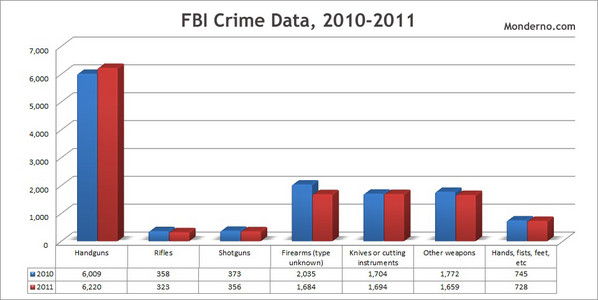 FBI Crime Data, 2010-2011
Monderno.com
7,000
6,000
5,000
4,000
3,000
2,000
1,000
0
Handguns Rifles Shotguns Firearms (type Knives or cutting Other weapons Hands, fists, feet,
unknown) instruments etc
2010 6,009 358 373 2,035 1,704 1,772 745
2011 6,220 323 356 1,684 1,694 1,659 728